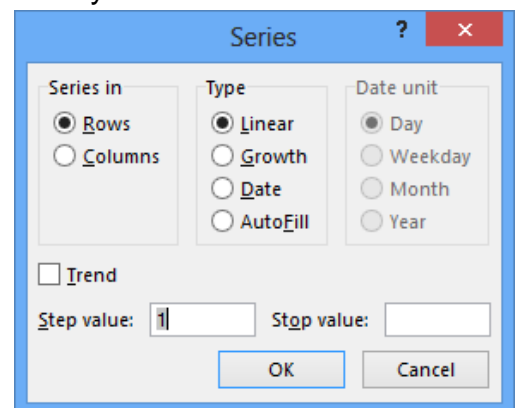 Series ? ×
Series in Type Date unit
Rows Linear Day
Columns Growth Weekday
Date Month
AutoFill Year
Trend
Step value: 1 Stop value:
OK Cancel